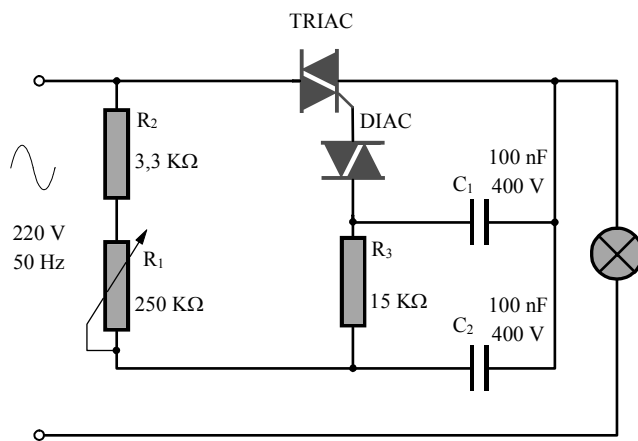 TRIAC
R2
3,3 KΩ
DIAC
100 nF
400 V
C1
220 V
50 Hz
R1
250 KΩ
R3
15 KΩ
100 nF
400 V
C2